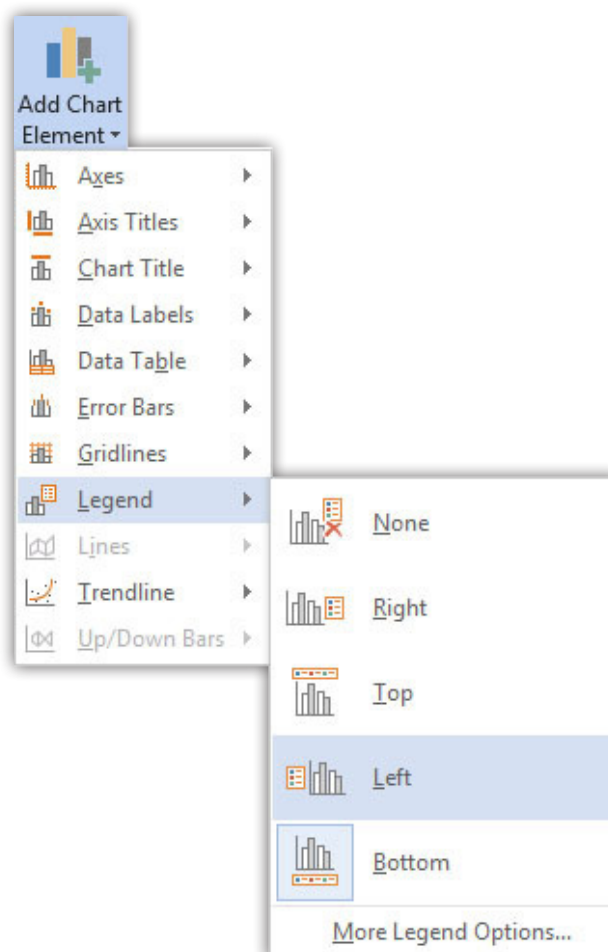 Add Chart
Element
Axes
Axis Titles
Chart Title
Data Labels
Data Table
Error Bars
Gridlines
Legend
Lines
Trendline
Up/Down Bars
None
Right
Top
Left
Bottom
More Legend Options...